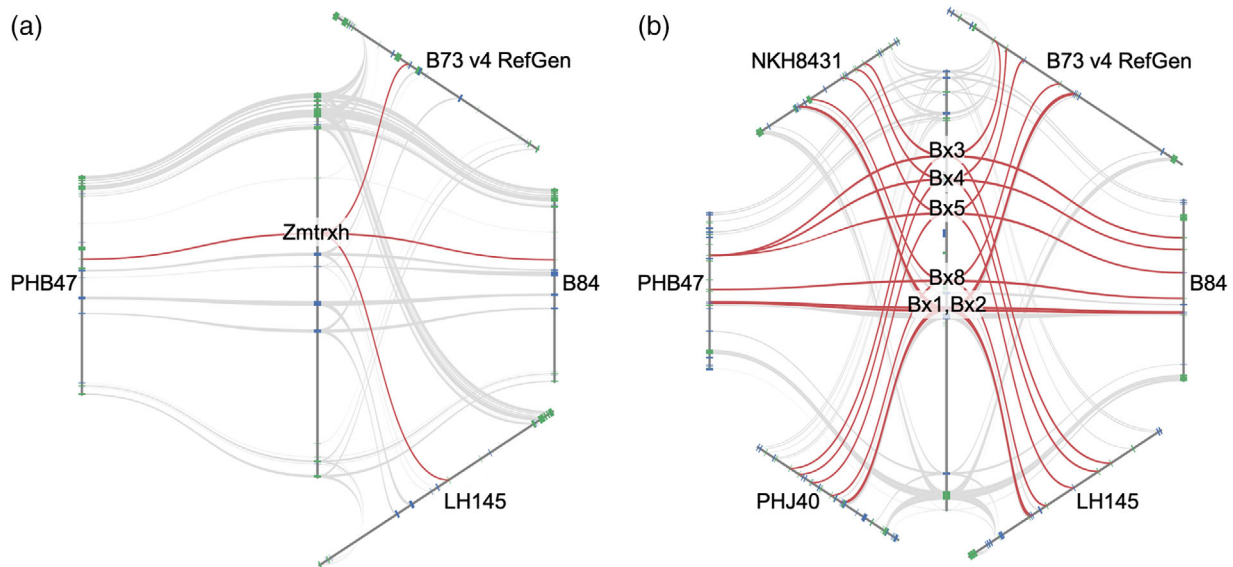 (a)
B73 v4 RefGen
Zmtrxh
PHB47
B84
LH145
(b)
NKH8431
B73 v4 RefGen
Bx3
Bx4
Bx5
Bx8
PHB47
B84
Bx1,Bx2
PHJ40
LH145